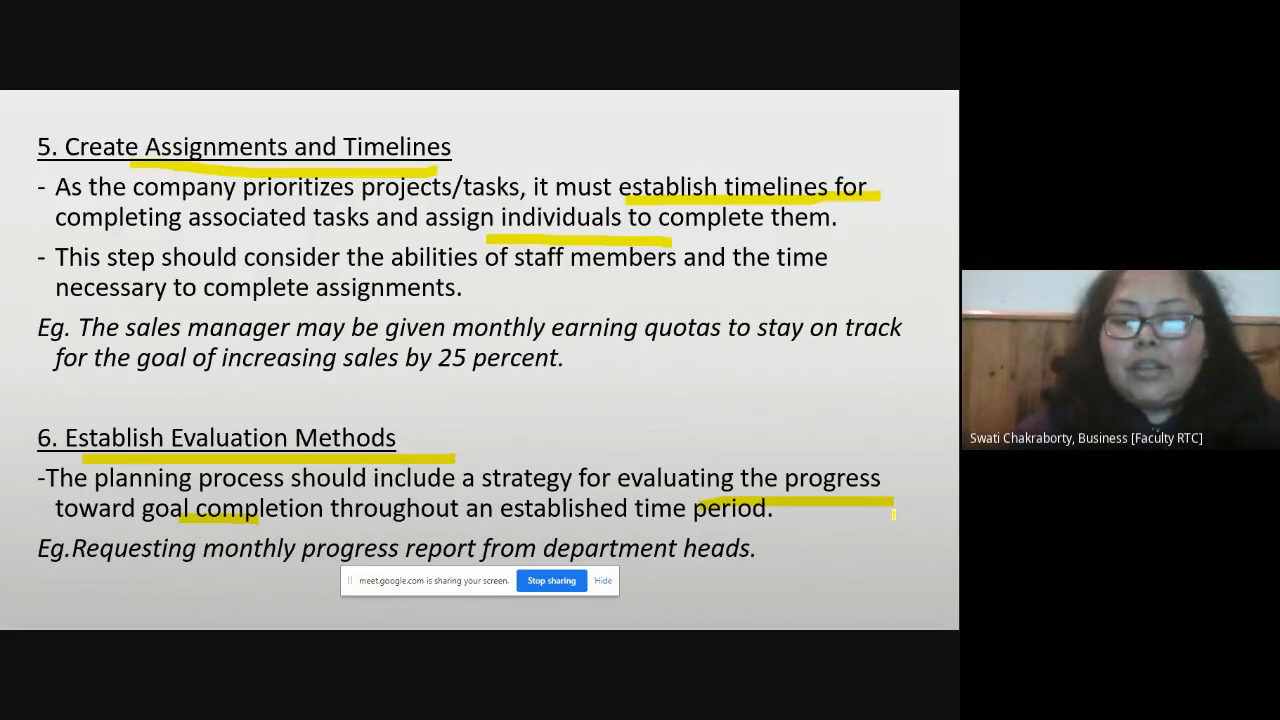 5. Create Assignments and Timelines
- As the company prioritizes projects/tasks, it must establish timelines for
completing associated tasks and assign individuals to complete them.
- This step should consider the abilities of staff members and the time
necessary to complete assignments.
Eg. The sales manager may be given monthly earning quotas to stay on track
for the goal of increasing sales by 25 percent.
6. Establish Evaluation Methods
-The planning process should include a strategy for evaluating the progress
toward goal completion throughout an established time period.
Eg.Requesting monthly progress report from department heads.
meet.google.com is sharing your screen. Stop sharing Hide
Swati Chakraborty, Business [Faculty RTC]